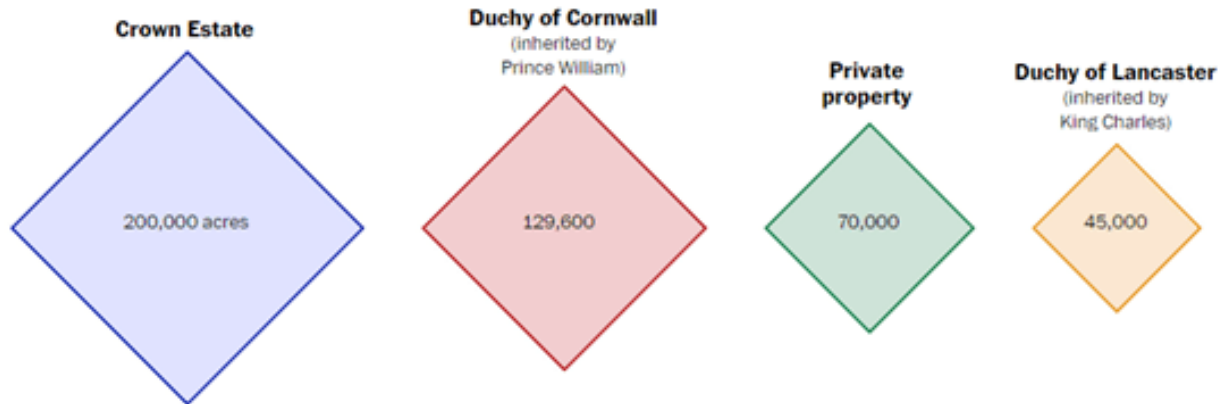 Crown Estate
200,000 acres
Duchy of Cornwall
(inherited by
Prince William)
129,600
Private
property
70,000
Duchy of Lancaster
(inherited by
King Charles)
45,000